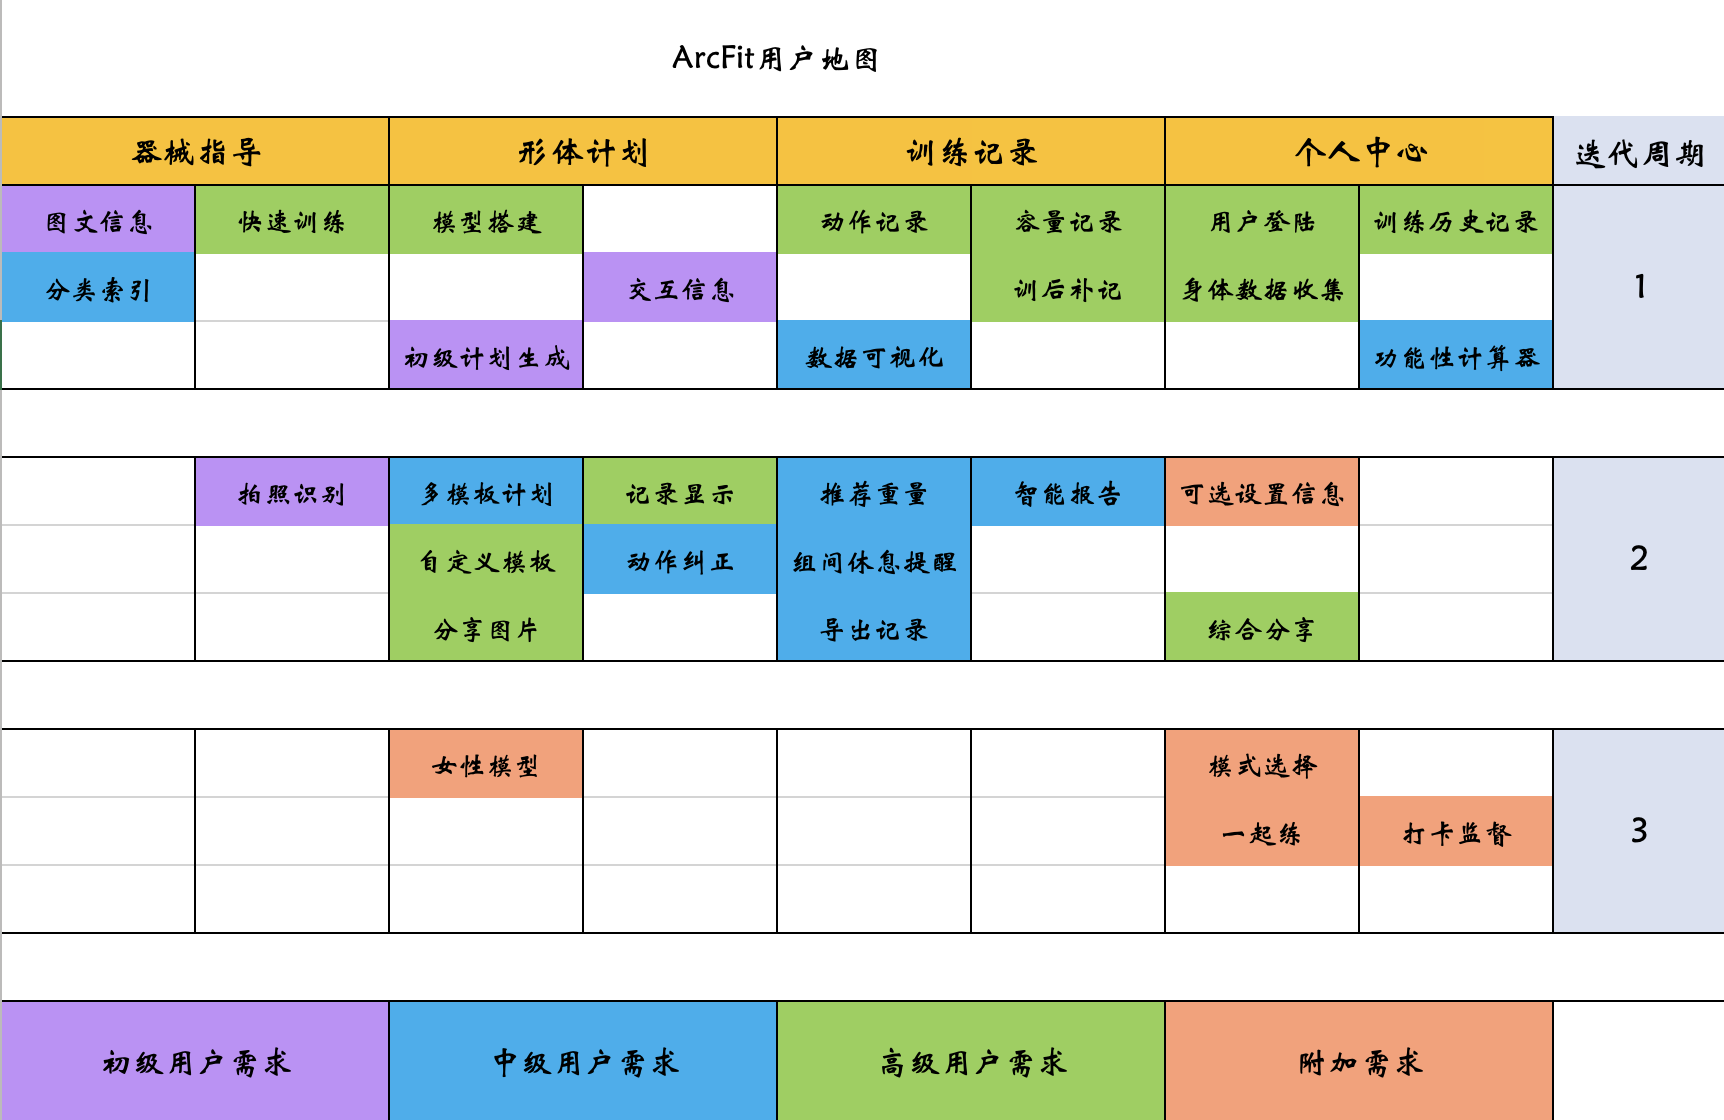 ArcFit用户地图
器械指导 形体计划 训练记录 个人中心 迭代周期
图文信息 快速训练 模型搭建 动作记录 容量记录 用户登陆 训练历史记录
分类索引 交互信息 训后补记 身体数据收集 1
初级计划生成 数据可视化 功能性计算器
拍照识别 多模板计划 记录显示 推荐重量 智能报告 可选设置信息
自定义模板 动作纠正 组间休息提醒 2
分享图片 导出记录 综合分享
女性模型 模式选择
一起练 打卡监督 3
初级用户需求 中级用户需求 高级用户需求 附加需求